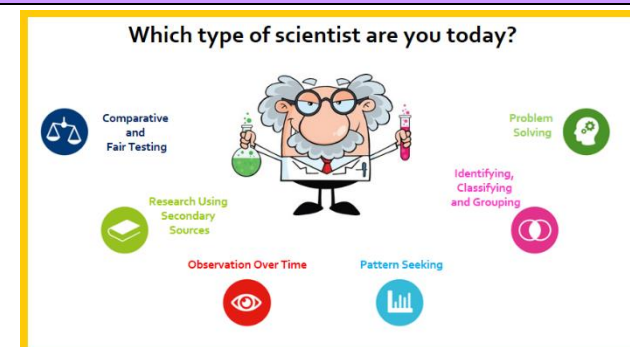 Which type of scientist are you today?
Comparative
and
Fair Testing
Problem
Solving
Identifying,
Classifying
and Grouping
Research Using
Secondary
Sources
Observation Over Time
Pattern Seeking